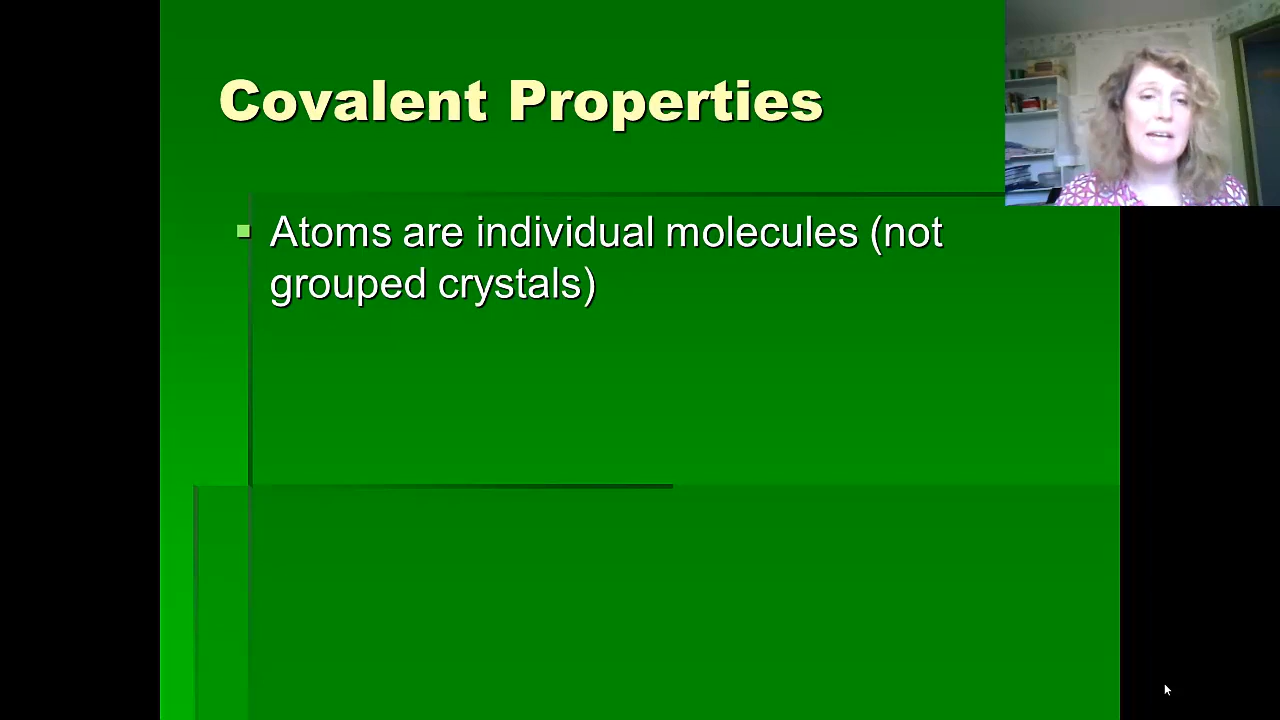 Covalent Properties
Atoms are individual molecules (not
grouped crystals)